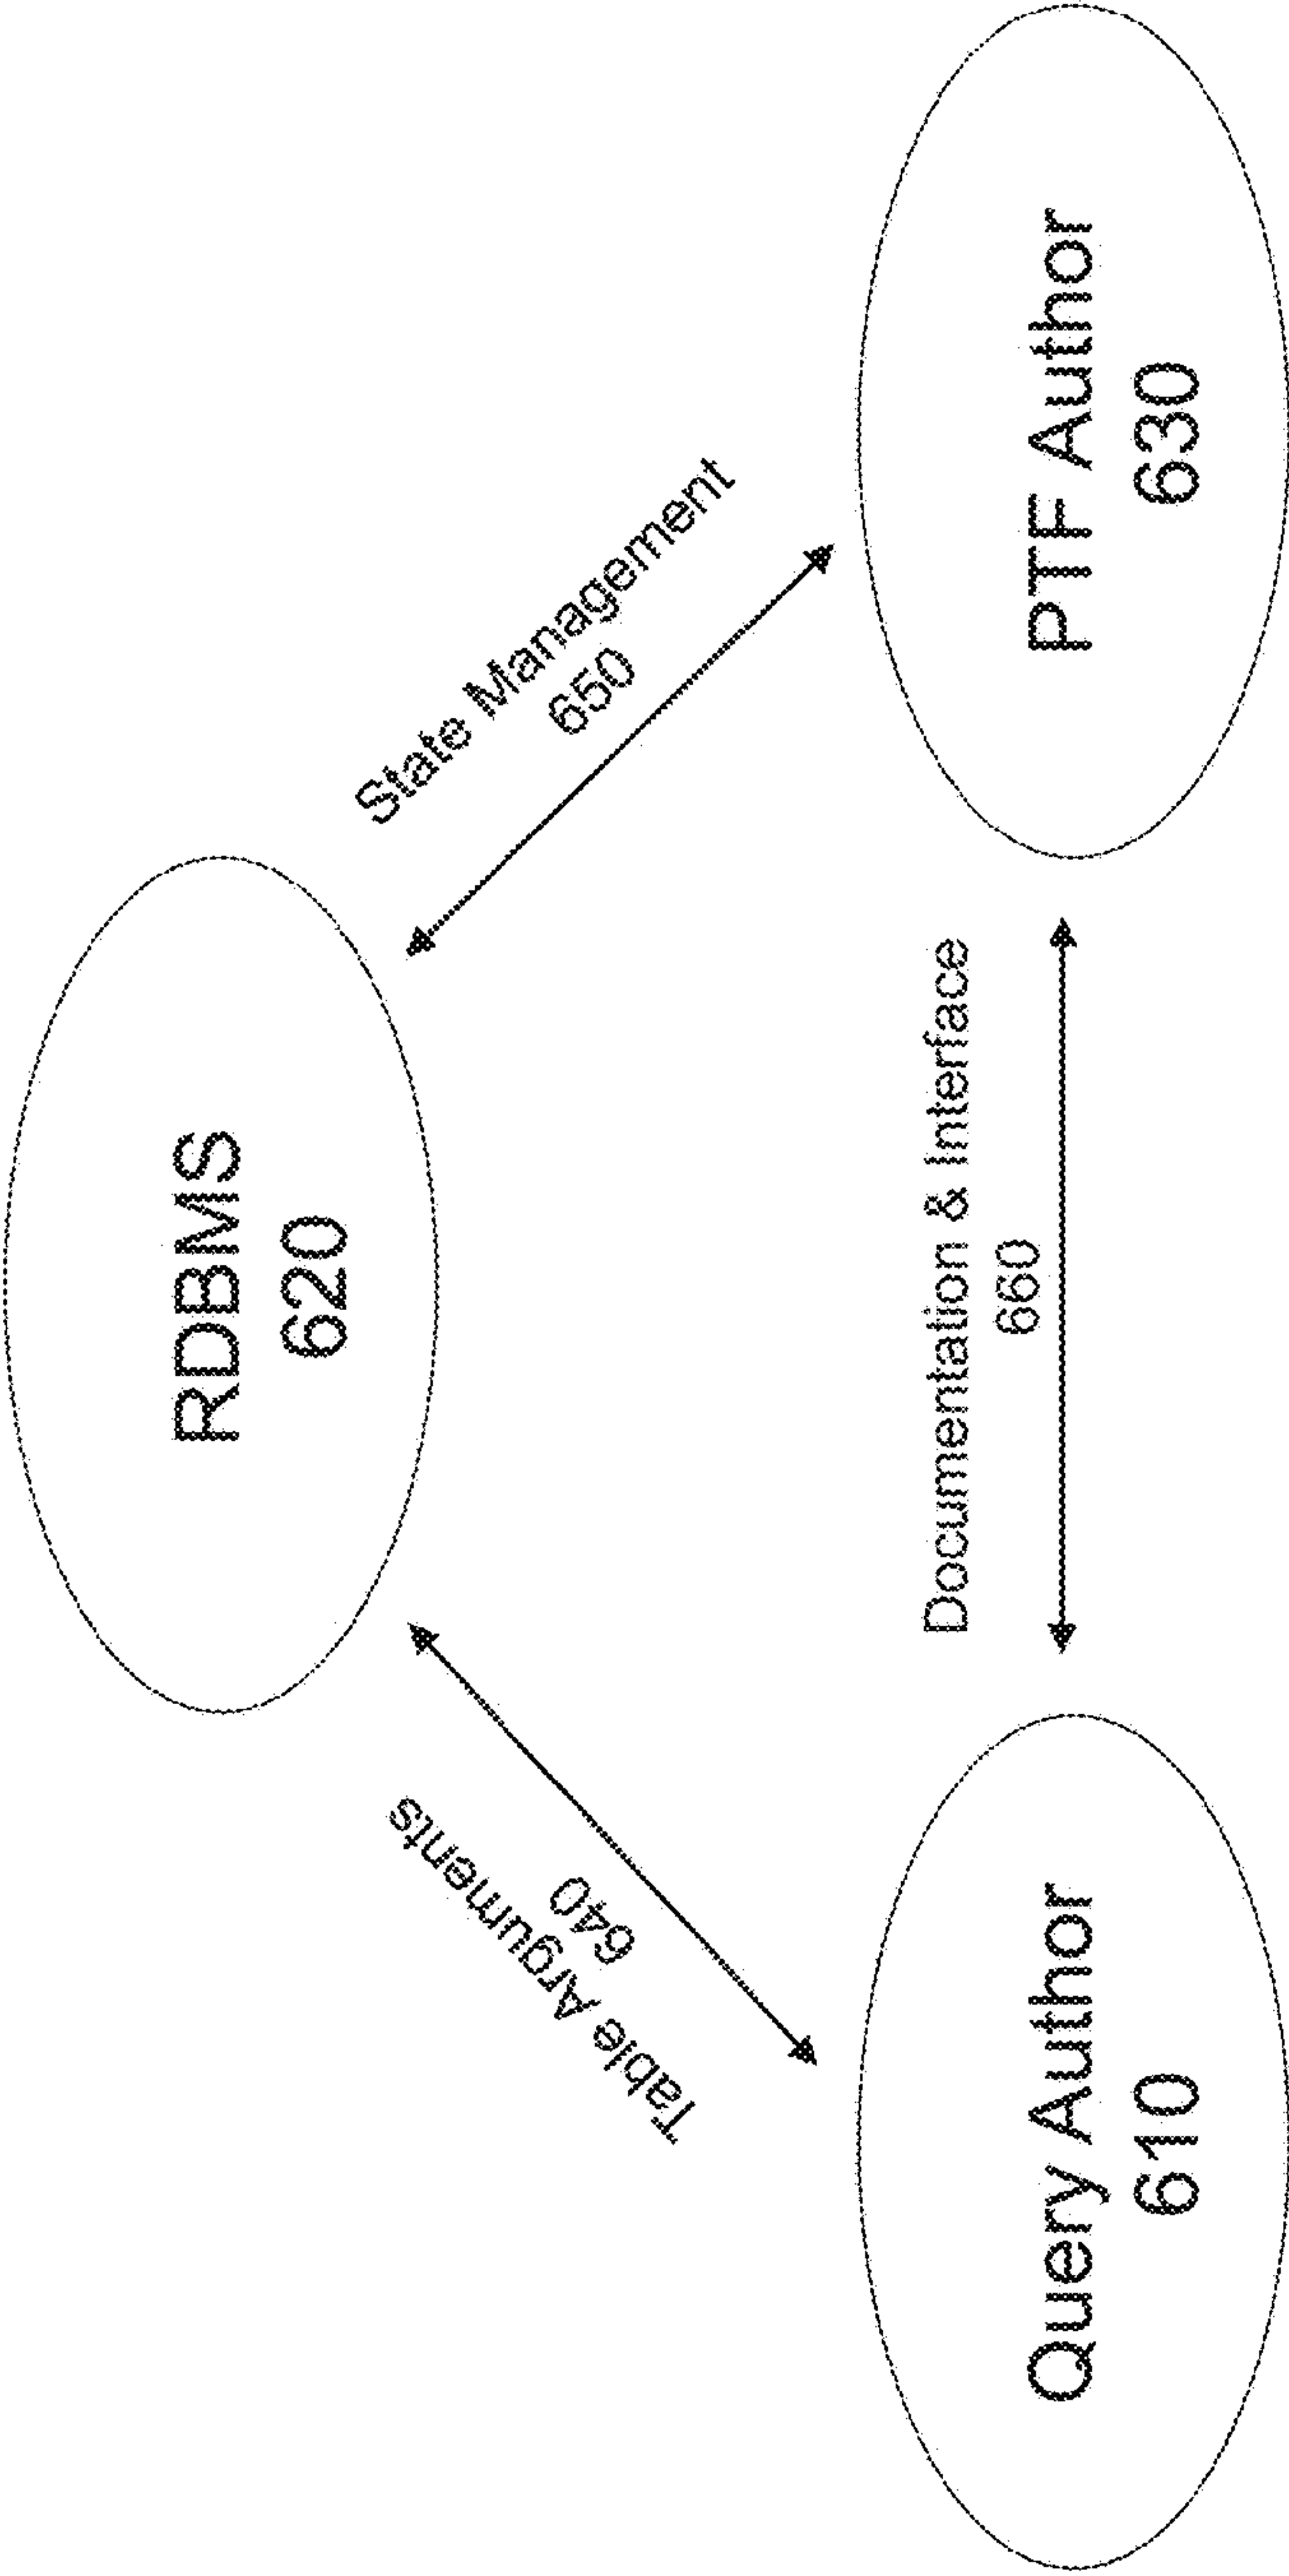 RDBMS
620
Table Arguments
640
State Management
650
Documentation & Interface
660
Query Author
610
PTF Author
630